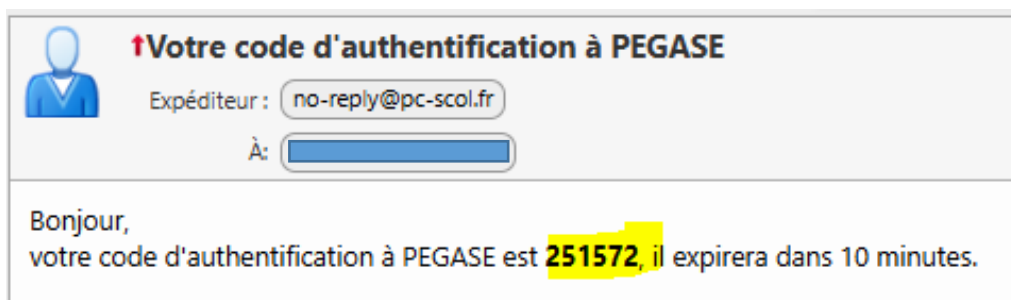 Votre code d'authentification à PEGASE
Expéditeur : no-reply@pc-scol.fr
À:
Bonjour,
votre code d'authentification à PEGASE est 251572, il expirera dans 10 minutes.